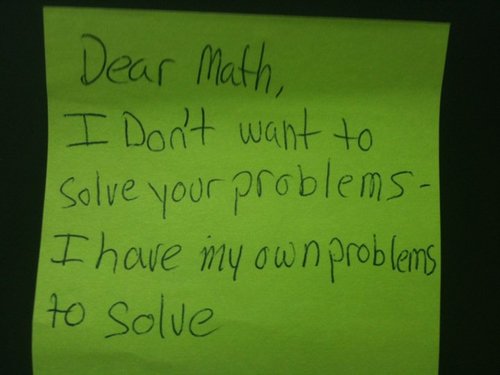 Dear Math,
I Don't want to
solve your problems-
I have my own problems
to solve